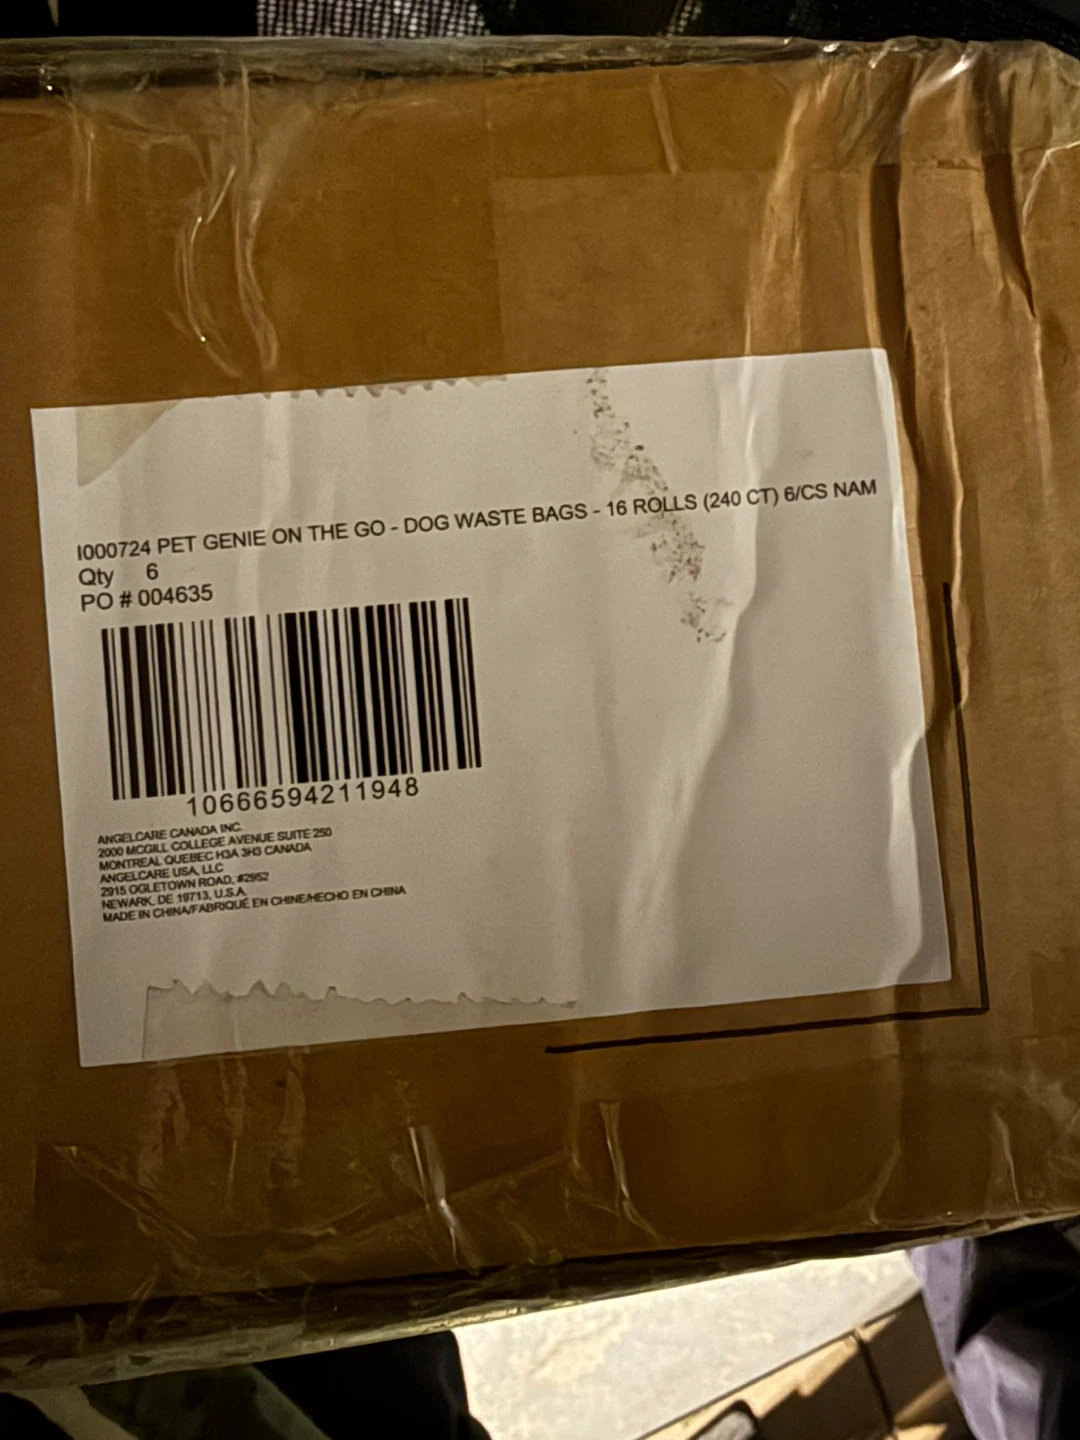 I000724 PET GENIE ON THE GO - DOG WASTE BAGS - 16 ROLLS (240 CT) 6/CS NAM
Qty 6
PO # 004635
10666594211948
ANGELCARE CANADA INC.
2000 MCGILL COLLEGE AVENUE SUITE 250
MONTREAL QUEBEC H3A 3H3 CANADA
ANGELCARE USA, LLC
2915 OGLETOWN ROAD, #2952
NEWARK, DE 19713, U.S.A.
MADE IN CHINA/FABRIQUÉ EN CHINE/HECHO EN CHINA